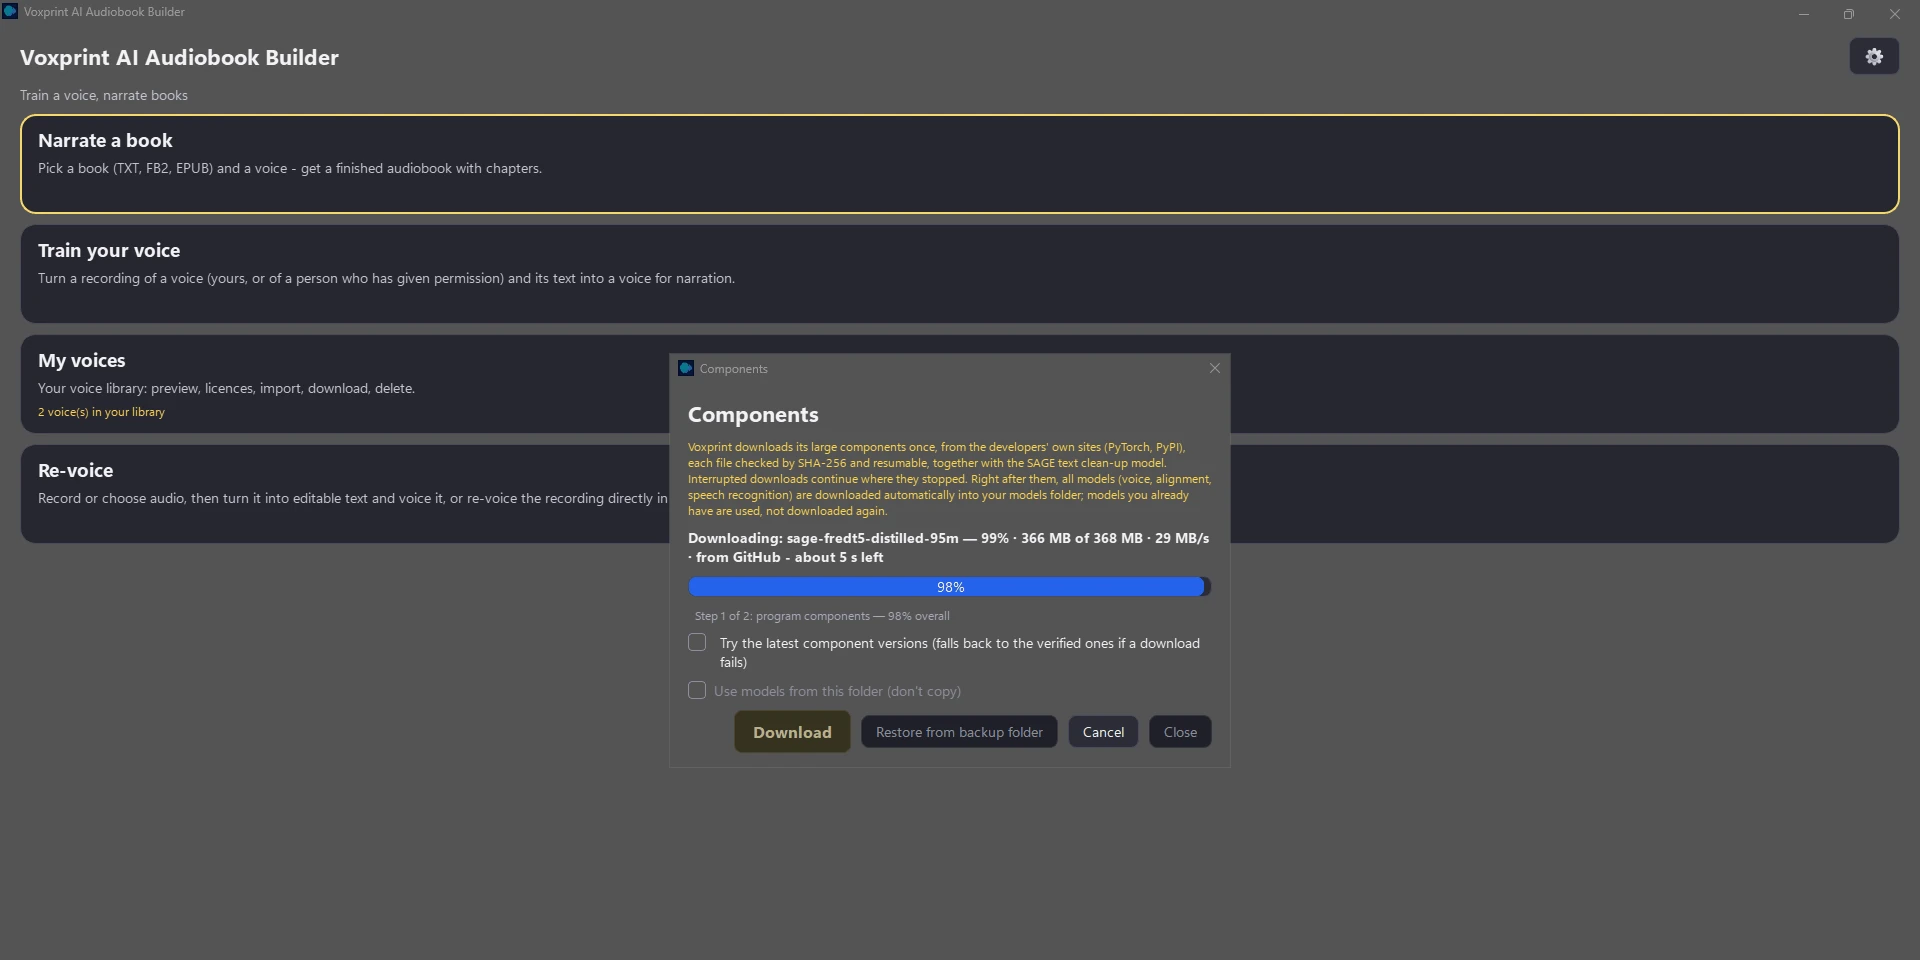 Voxprint AI Audiobook Builder
Voxprint AI Audiobook Builder
Train a voice, narrate books
Narrate a book
Pick a book (TXT, FB2, EPUB) and a voice - get a finished audiobook with chapters.
Train your voice
Turn a recording of a voice (yours, or of a person who has given permission) and its text into a voice for narration.
My voices
Your voice library: preview, licences, import, download, delete.
2 voice(s) in your library
Re-voice
Record or choose audio, then turn it into editable text and voice it, or re-voice the recording directly in
Components
Components
Voxprint downloads its large components once, from the developers' own sites (PyTorch, PyPI),
each file checked by SHA-256 and resumable, together with the SAGE text clean-up model.
Interrupted downloads continue where they stopped. Right after them, all models (voice, alignment,
speech recognition) are downloaded automatically into your models folder; models you already
have are used, not downloaded again.
Downloading: sage-fredt5-distilled-95m — 99% · 366 MB of 368 MB · 29 MB/s
· from GitHub - about 5 s left
98%
Step 1 of 2: program components — 98% overall
Try the latest component versions (falls back to the verified ones if a download
fails)
Use models from this folder (don't copy)
Download
Restore from backup folder
Cancel
Close